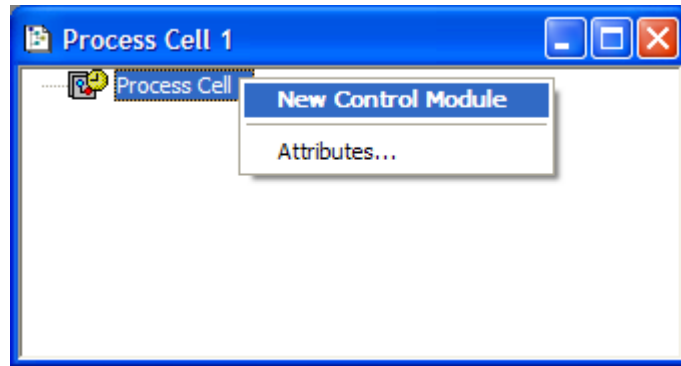 Process Cell 1
Process Cell
New Control Module
Attributes...